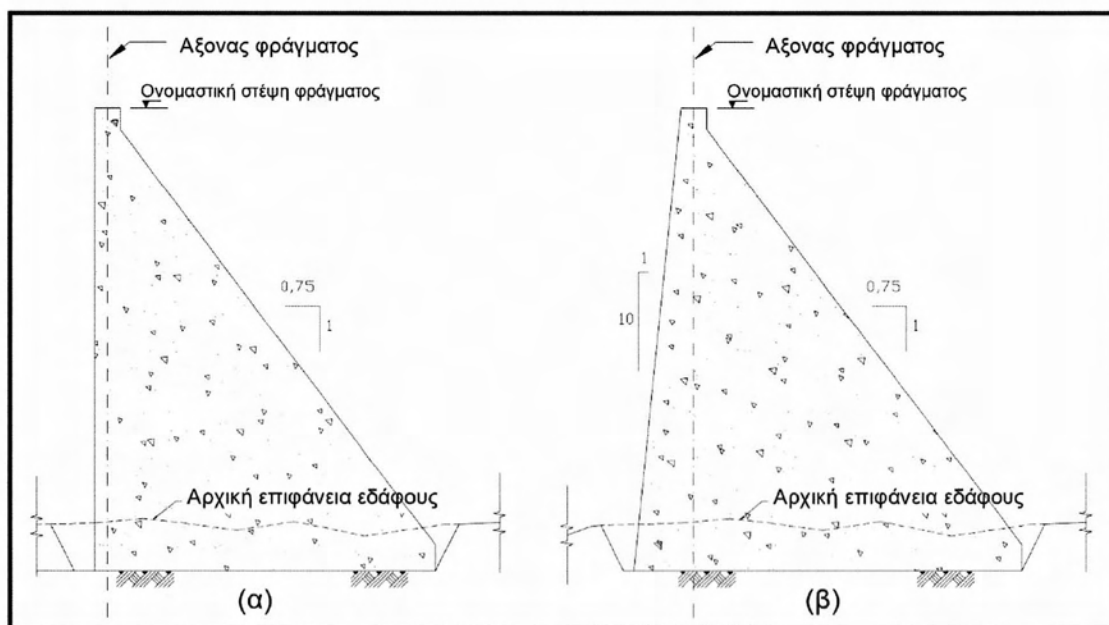 Αξονας φράγματος
Ονομαστική στέψη φράγματος
0,75
1
Αρχική επιφάνεια εδάφους
(α)
Αξονας φράγματος
Ονομαστική στέψη φράγματος
1
10
0,75
1
Αρχική επιφάνεια εδάφους
(β)